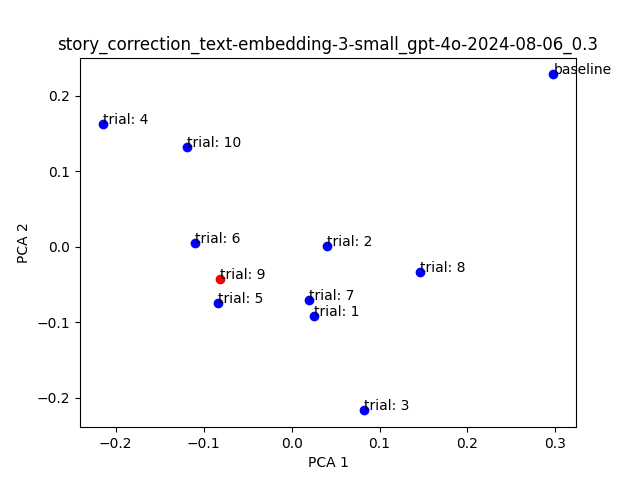 story_correction_text-embedding-3-small_gpt-4o-2024-08-06_0.3
baseline
0.2
trial: 4
trial: 10
0.1
trial: 6
trial: 2
0.0
trial: 8
trial: 9
trial: 5
trial: 7
trial: 1
−0.1
trial: 3
−0.2
PCA 2
−0.2 −0.1 0.0 0.1 0.2 0.3
PCA 1